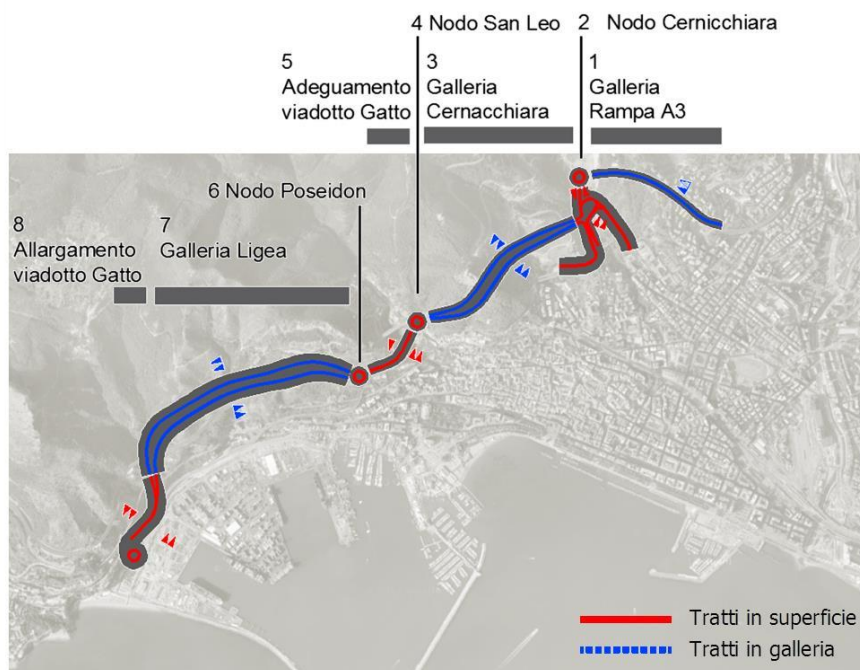 4 Nodo San Leo
2 Nodo Cernicchiara
5
Adeguamento
viadotto Gatto
3
Galleria
Cernacchiara
1
Galleria
Rampa A3
6 Nodo Poseidon
8
Allargamento
viadotto Gatto
7
Galleria Ligea
Tratti in superficie
Tratti in galleria